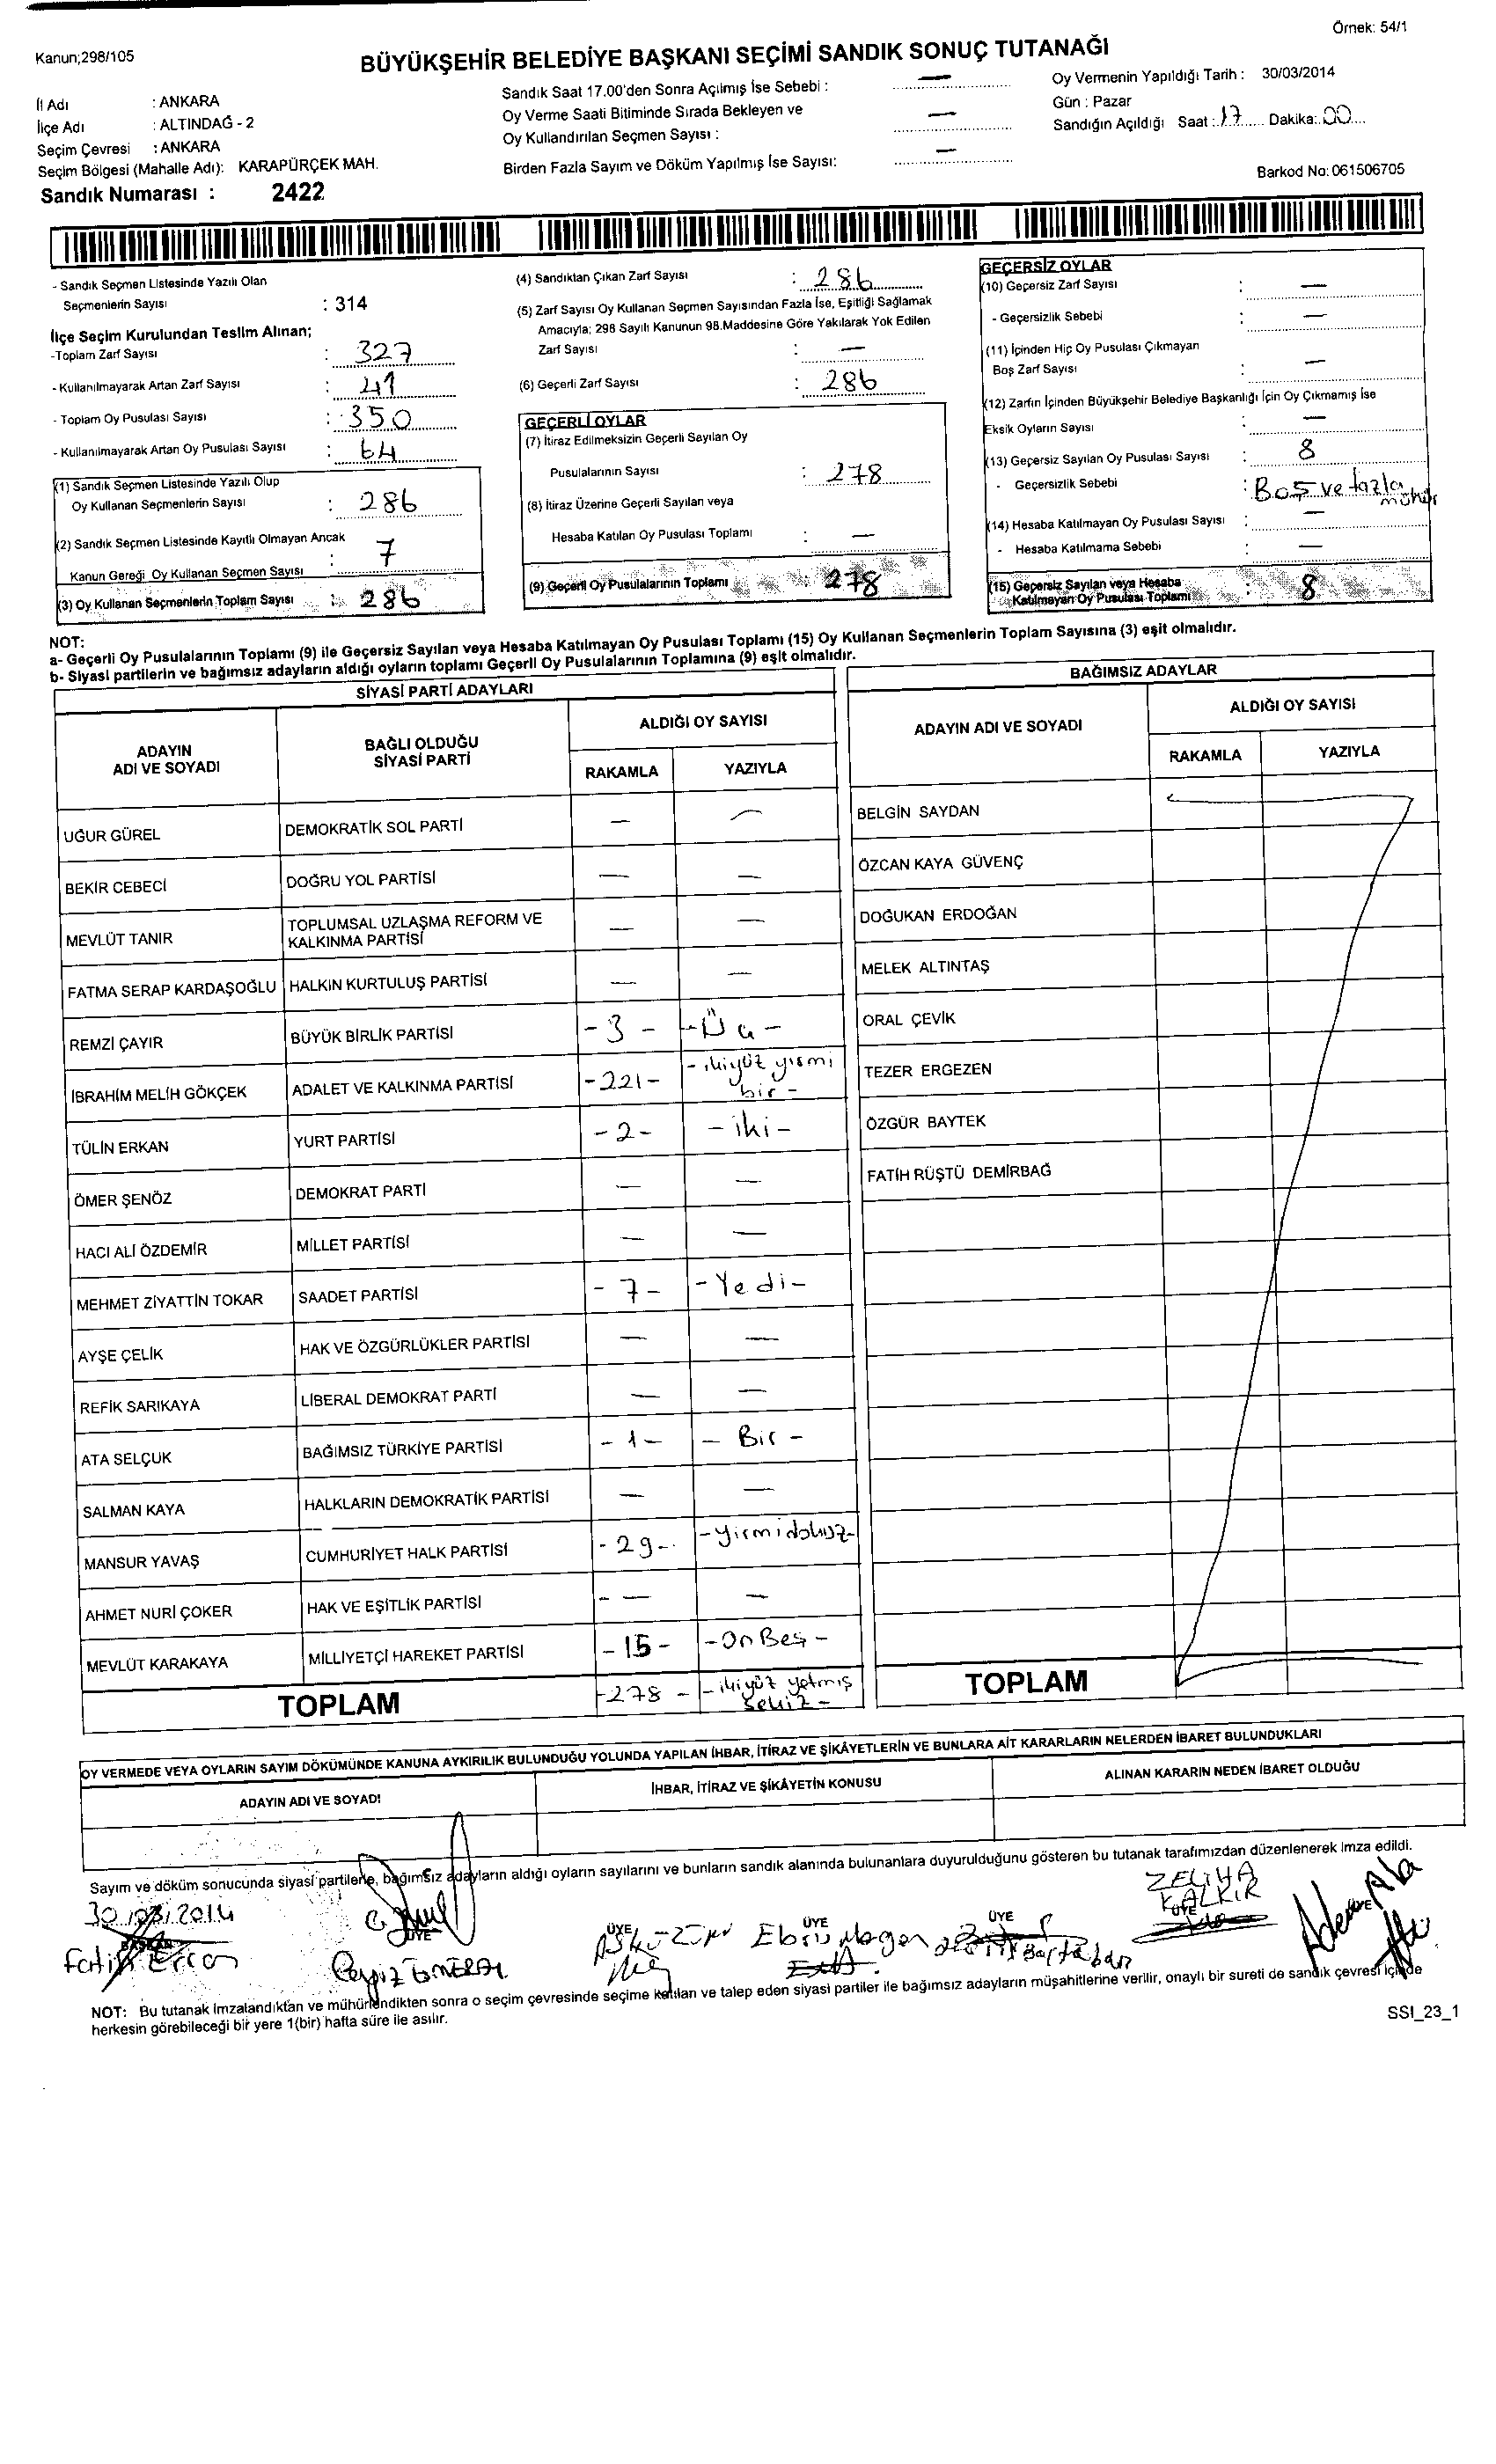 Örnek: 54/1
Kanun;298/105
BÜYÜKŞEHİR BELEDİYE BAŞKANI SEÇİMİ SANDIK SONUÇ TUTANAĞI
İl Adı : ANKARA
İlçe Adı : ALTINDAĞ - 2
Seçim Çevresi : ANKARA
Seçim Bölgesi (Mahalle Adı): KARAPÜRÇEK MAH.
Sandık Numarası : 2422
Sandık Saat 17.00'den Sonra Açılmış İse Sebebi : —
Oy Verme Saati Bitiminde Sırada Bekleyen ve
Oy Kullandırılan Seçmen Sayısı : —
Birden Fazla Sayım ve Döküm Yapılmış İse Sayısı: —
Oy Vermenin Yapıldığı Tarih : 30/03/2014
Gün : Pazar
Sandığın Açıldığı Saat : 17 Dakika: 00
Barkod No: 061506705
- Sandık Seçmen Listesinde Yazılı Olan
Seçmenlerin Sayısı : 314
İlçe Seçim Kurulundan Teslim Alınan;
-Toplam Zarf Sayısı : 327
- Kullanılmayarak Artan Zarf Sayısı : 41
- Toplam Oy Pusulası Sayısı : 350
- Kullanılmayarak Artan Oy Pusulası Sayısı : 64
(1) Sandık Seçmen Listesinde Yazılı Olup
Oy Kullanan Seçmenlerin Sayısı : 286
(2) Sandık Seçmen Listesinde Kayıtlı Olmayan Ancak
Kanun Gereği Oy Kullanan Seçmen Sayısı : 7
(3) Oy Kullanan Seçmenlerin Toplam Sayısı : 286
(4) Sandıktan Çıkan Zarf Sayısı : 286
(5) Zarf Sayısı Oy Kullanan Seçmen Sayısından Fazla İse, Eşitliği Sağlamak
Amacıyla; 298 Sayılı Kanunun 98.Maddesine Göre Yakılarak Yok Edilen
Zarf Sayısı : —
(6) Geçerli Zarf Sayısı : 286
GEÇERLİ OYLAR
(7) İtiraz Edilmeksizin Geçerli Sayılan Oy
Pusulalarının Sayısı : 278
(8) İtiraz Üzerine Geçerli Sayılan veya
Hesaba Katılan Oy Pusulası Toplamı : —
(9) Geçerli Oy Pusulalarının Toplamı : 278
GEÇERSİZ OYLAR
(10) Geçersiz Zarf Sayısı : —
- Geçersizlik Sebebi : —
(11) İçinden Hiç Oy Pusulası Çıkmayan
Boş Zarf Sayısı : —
(12) Zarfın İçinden Büyükşehir Belediye Başkanlığı İçin Oy Çıkmamış İse
Eksik Oyların Sayısı : —
(13) Geçersiz Sayılan Oy Pusulası Sayısı : 8
- Geçersizlik Sebebi : Boş ve fazla mühür
(14) Hesaba Katılmayan Oy Pusulası Sayısı : —
- Hesaba Katılmama Sebebi : —
(15) Geçersiz Sayılan veya Hesaba
Katılmayan Oy Pusulası Toplamı : 8
NOT:
a- Geçerli Oy Pusulalarının Toplamı (9) ile Geçersiz Sayılan veya Hesaba Katılmayan Oy Pusulası Toplamı (15) Oy Kullanan Seçmenlerin Toplam Sayısına (3) eşit olmalıdır.
b- Siyasi partilerin ve bağımsız adayların aldığı oyların toplamı Geçerli Oy Pusulalarının Toplamına (9) eşit olmalıdır.
SİYASİ PARTİ ADAYLARI
ADAYIN ADI VE SOYADI BAĞLI OLDUĞU SİYASİ PARTİ ALDIĞI OY SAYISI
RAKAMLA YAZIYLA
UĞUR GÜREL DEMOKRATİK SOL PARTİ — —
BEKİR CEBECİ DOĞRU YOL PARTİSİ — —
MEVLÜT TANIR TOPLUMSAL UZLAŞMA REFORM VE KALKINMA PARTİSİ — —
FATMA SERAP KARDAŞOĞLU HALKIN KURTULUŞ PARTİSİ — —
REMZİ ÇAYIR BÜYÜK BİRLİK PARTİSİ - 3 - - Üç -
İBRAHİM MELİH GÖKÇEK ADALET VE KALKINMA PARTİSİ - 221 - - ikiyüz yirmi bir -
TÜLİN ERKAN YURT PARTİSİ - 2 - - iki -
ÖMER ŞENÖZ DEMOKRAT PARTİ — —
HACI ALİ ÖZDEMİR MİLLET PARTİSİ — —
MEHMET ZİYATTİN TOKAR SAADET PARTİSİ - 7 - - Yedi -
AYŞE ÇELİK HAK VE ÖZGÜRLÜKLER PARTİSİ — —
REFİK SARIKAYA LİBERAL DEMOKRAT PARTİ — —
ATA SELÇUK BAĞIMSIZ TÜRKİYE PARTİSİ - 1 - - Bir -
SALMAN KAYA HALKLARIN DEMOKRATİK PARTİSİ — —
MANSUR YAVAŞ CUMHURİYET HALK PARTİSİ - 29 - - yirmidokuz -
AHMET NURİ ÇOKER HAK VE EŞİTLİK PARTİSİ — —
MEVLÜT KARAKAYA MİLLİYETÇİ HAREKET PARTİSİ - 15 - - On Beş -
TOPLAM - 278 - - ikiyüz yetmiş sekiz -
BAĞIMSIZ ADAYLAR
ADAYIN ADI VE SOYADI ALDIĞI OY SAYISI
RAKAMLA YAZIYLA
BELGİN SAYDAN
ÖZCAN KAYA GÜVENÇ
DOĞUKAN ERDOĞAN
MELEK ALTINTAŞ
ORAL ÇEVİK
TEZER ERGEZEN
ÖZGÜR BAYTEK
FATİH RÜŞTÜ DEMİRBAĞ
TOPLAM
OY VERMEDE VEYA OYLARIN SAYIM DÖKÜMÜNDE KANUNA AYKIRILIK BULUNDUĞU YOLUNDA YAPILAN İHBAR, İTİRAZ VE ŞİKÂYETLERİN VE BUNLARA AİT KARARLARIN NELERDEN İBARET BULUNDUKLARI
ADAYIN ADI VE SOYADI İHBAR, İTİRAZ VE ŞİKÂYETİN KONUSU ALINAN KARARIN NEDEN İBARET OLDUĞU
Sayım ve döküm sonucunda siyasi partilerle, bağımsız adayların aldığı oyların sayılarını ve bunların sandık alanında bulunanlara duyurulduğunu gösteren bu tutanak tarafımızdan düzenlenerek imza edildi.
30/03/2014
BAŞKAN ÜYE ÜYE ÜYE ÜYE ÜYE ÜYE
Fatih Ercan
Ebru
ZELİHA
KALKIR
NOT: Bu tutanak imzalandıktan ve mühürlendikten sonra o seçim çevresinde seçime katılan ve talep eden siyasi partiler ile bağımsız adayların müşahitlerine verilir, onaylı bir sureti de sandık çevresi içinde
herkesin görebileceği bir yere 1(bir) hafta süre ile asılır.
SSI_23_1